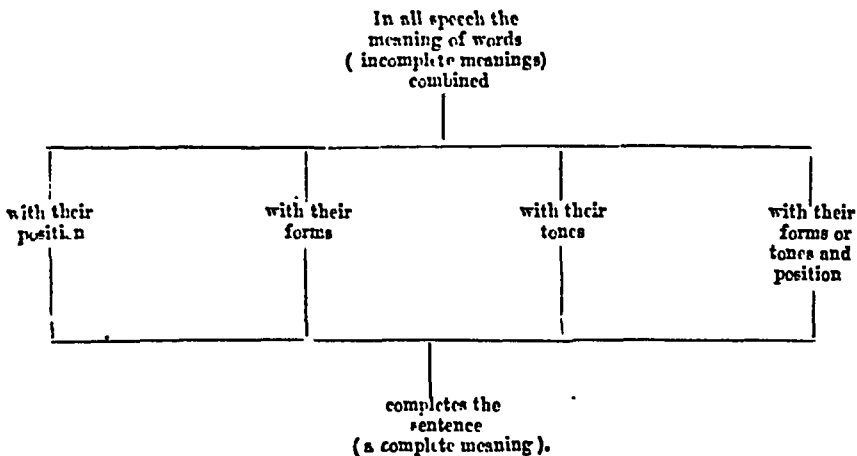 In all speech the
meaning of words
( incomplete meanings)
combined
with their
position
with their
forms
with their
tones
with their
forms or
tones and
position
completes the
sentence
(a complete meaning).